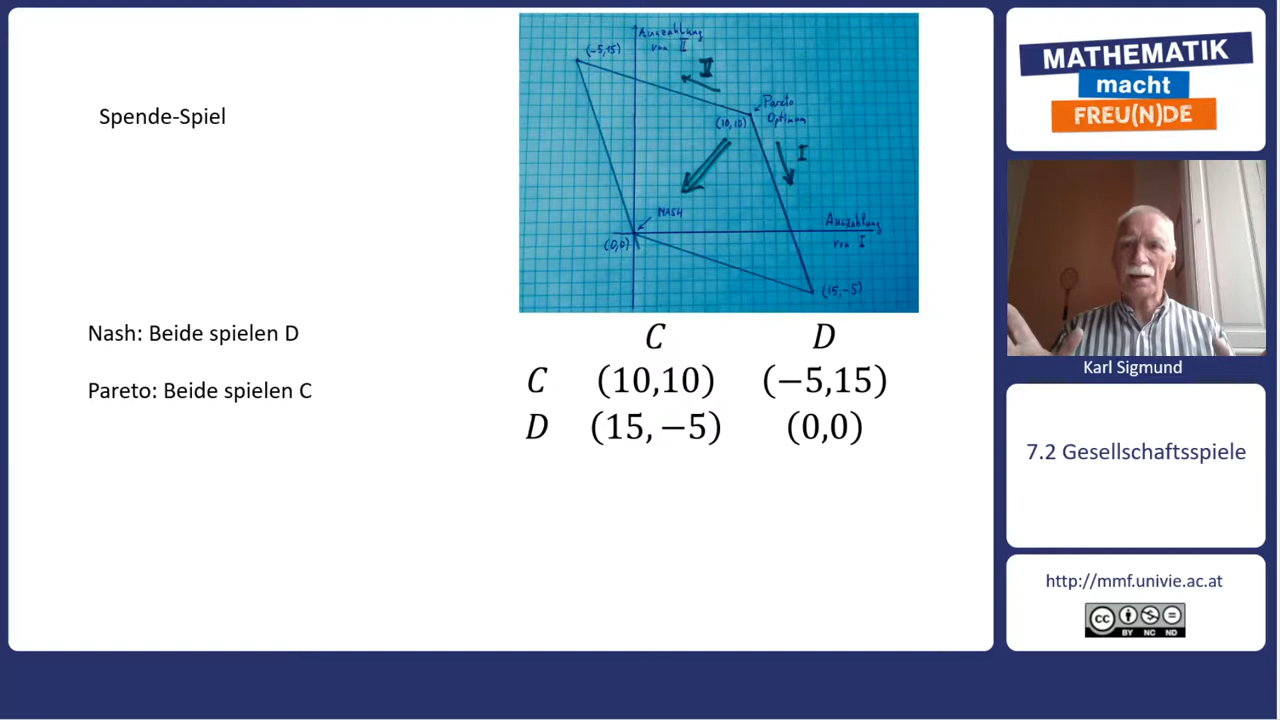 Spende-Spiel
Auszahlung
von II
(-5,15)
II
Pareto
Optimum
(10,10)
I
NASH
(0,0)
Auszahlung
von I
(15,-5)
Nash: Beide spielen D
Pareto: Beide spielen C
C D
C (10,10) (−5,15)
D (15, −5) (0,0)
MATHEMATIK
macht
FREU(N)DE
Karl Sigmund
7.2 Gesellschaftsspiele
http://mmf.univie.ac.at
cc
BY NC ND